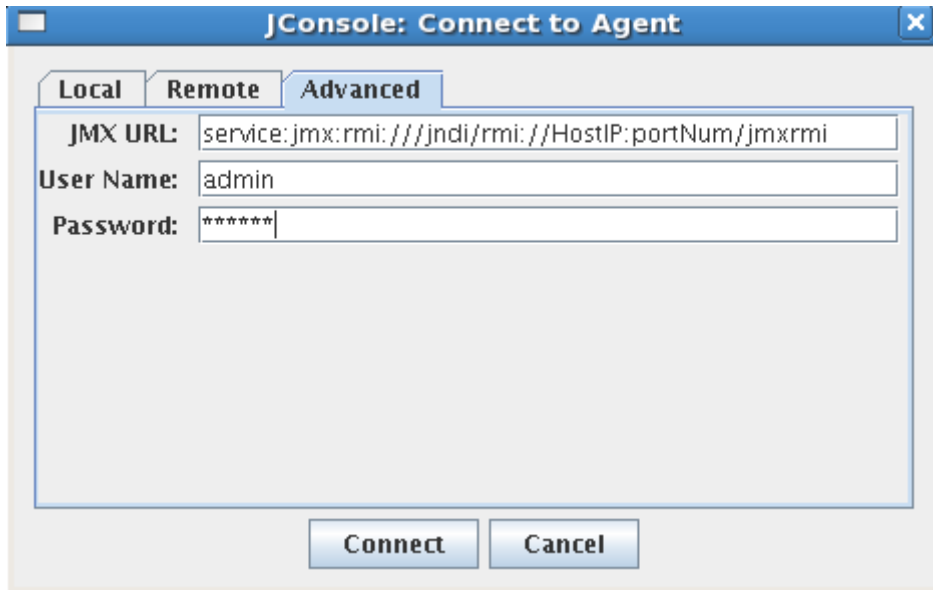 JConsole: Connect to Agent
Local Remote Advanced
JMX URL: service:jmx:rmi:///jndi/rmi://HostIP:portNum/jmxrmi
User Name: admin
Password: ******
Connect Cancel